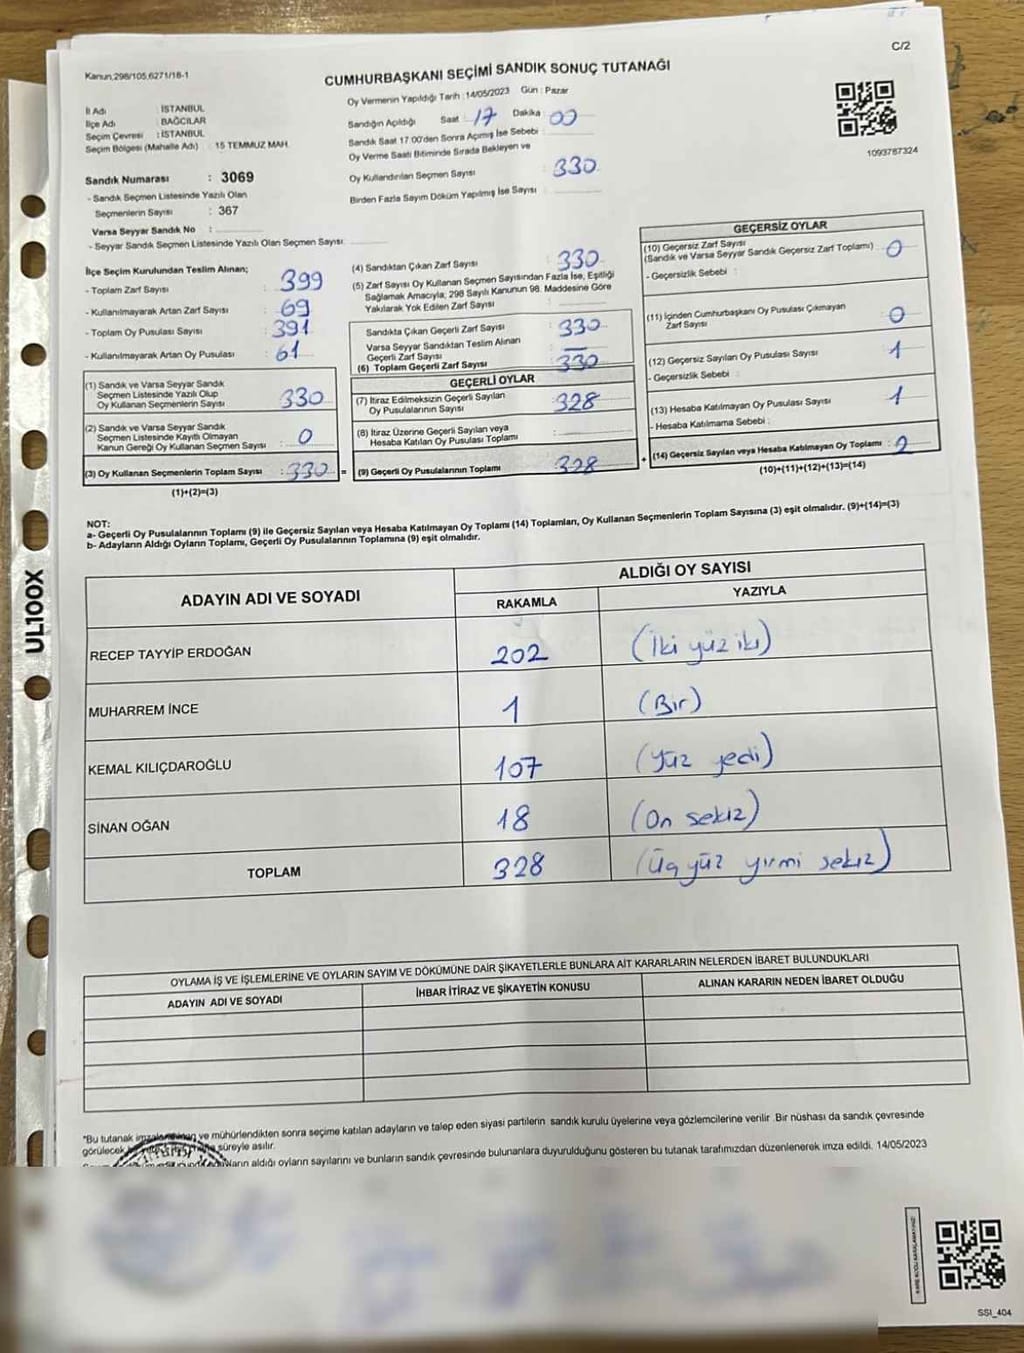 C/2
Kanun:298/105,6271/18-1
CUMHURBAŞKANI SEÇİMİ SANDIK SONUÇ TUTANAĞI
Oy Vermenin Yapıldığı Tarih :14/05/2023 Gün : Pazar
İl Adı : İSTANBUL
İlçe Adı : BAĞCILAR
Seçim Çevresi : İSTANBUL
Seçim Bölgesi (Mahalle Adı) : 15 TEMMUZ MAH.
Sandığın Açıldığı Saat : 17 Dakika 00
Sandık Saat 17:00'den Sonra Açımış İse Sebebi :
Oy Verme Saati Bitiminde Sırada Bekleyen ve
Oy Kullandırılan Seçmen Sayısı : 330
Birden Fazla Sayım Döküm Yapılmış İse Sayısı :
1093787324
Sandık Numarası : 3069
- Sandık Seçmen Listesinde Yazılı Olan
Seçmenlerin Sayısı : 367
Varsa Seyyar Sandık No :
- Seyyar Sandık Seçmen Listesinde Yazılı Olan Seçmen Sayısı:
İlçe Seçim Kurulundan Teslim Alınan;
- Toplam Zarf Sayısı : 399
- Kullanılmayarak Artan Zarf Sayısı : 69
- Toplam Oy Pusulası Sayısı : 391
- Kullanılmayarak Artan Oy Pusulası : 61
(1) Sandık ve Varsa Seyyar Sandık
Seçmen Listesinde Yazılı Olup
Oy Kullanan Seçmenlerin Sayısı : 330
(2) Sandık ve Varsa Seyyar Sandık
Seçmen Listesinde Kayıtlı Olmayan
Kanun Gereği Oy Kullanan Seçmen Sayısı : 0
(3) Oy Kullanan Seçmenlerin Toplam Sayısı : 330 =
(1)+(2)=(3)
(4) Sandıktan Çıkan Zarf Sayısı : 330
(5) Zarf Sayısı Oy Kullanan Seçmen Sayısından Fazla İse, Eşitliği
Sağlamak Amacıyla; 298 Sayılı Kanunun 98. Maddesine Göre
Yakılarak Yok Edilen Zarf Sayısı :
Sandıkta Çıkan Geçerli Zarf Sayısı : 330
Varsa Seyyar Sandıktan Teslim Alınan
Geçerli Zarf Sayısı : —
(6) Toplam Geçerli Zarf Sayısı : 330
GEÇERLİ OYLAR
(7) İtiraz Edilmeksizin Geçerli Sayılan
Oy Pusulalarının Sayısı : 328
(8) İtiraz Üzerine Geçerli Sayılan veya
Hesaba Katılan Oy Pusulası Toplamı :
(9) Geçerli Oy Pusulalarının Toplamı : 328 +
GEÇERSİZ OYLAR
(10) Geçersiz Zarf Sayısı
(Sandık ve Varsa Seyyar Sandık Geçersiz Zarf Toplamı) : 0
- Geçersizlik Sebebi :
(11) İçinden Cumhurbaşkanı Oy Pusulası Çıkmayan
Zarf Sayısı : 0
(12) Geçersiz Sayılan Oy Pusulası Sayısı : 1
- Geçersizlik Sebebi :
(13) Hesaba Katılmayan Oy Pusulası Sayısı : 1
- Hesaba Katılmama Sebebi :
(14) Geçersiz Sayılan veya Hesaba Katılmayan Oy Toplamı : 2
(10)+(11)+(12)+(13)=(14)
NOT:
a- Geçerli Oy Pusulalarının Toplamı (9) ile Geçersiz Sayılan veya Hesaba Katılmayan Oy Toplamı (14) Toplamları, Oy Kullanan Seçmenlerin Toplam Sayısına (3) eşit olmalıdır. (9)+(14)=(3)
b- Adayların Aldığı Oyların Toplamı, Geçerli Oy Pusulalarının Toplamına (9) eşit olmalıdır.
ADAYIN ADI VE SOYADI
ALDIĞI OY SAYISI
RAKAMLA YAZIYLA
RECEP TAYYİP ERDOĞAN 202 (İki yüz iki)
MUHARREM İNCE 1 (Bir)
KEMAL KILIÇDAROĞLU 107 (Yüz yedi)
SİNAN OĞAN 18 (On sekiz)
TOPLAM 328 (Üç yüz yirmi sekiz)
OYLAMA İŞ VE İŞLEMLERİNE VE OYLARIN SAYIM VE DÖKÜMÜNE DAİR ŞİKAYETLERLE BUNLARA AİT KARARLARIN NELERDEN İBARET BULUNDUKLARI
ADAYIN ADI VE SOYADI İHBAR İTİRAZ VE ŞİKAYETİN KONUSU ALINAN KARARIN NEDEN İBARET OLDUĞU
*Bu tutanak ve mühürlendikten sonra seçime katılan adayların ve talep eden siyasi partilerin sandık kurulu üyelerine veya gözlemcilerine verilir .Bir nüshası da sandık çevresinde
görülecek süreyle asılır.
aldığı oyların sayılarını ve bunların sandık çevresinde bulunanlara duyurulduğunu gösteren bu tutanak tarafımızdan düzenlenerek imza edildi. 14/05/2023
UL100X
SSI_404